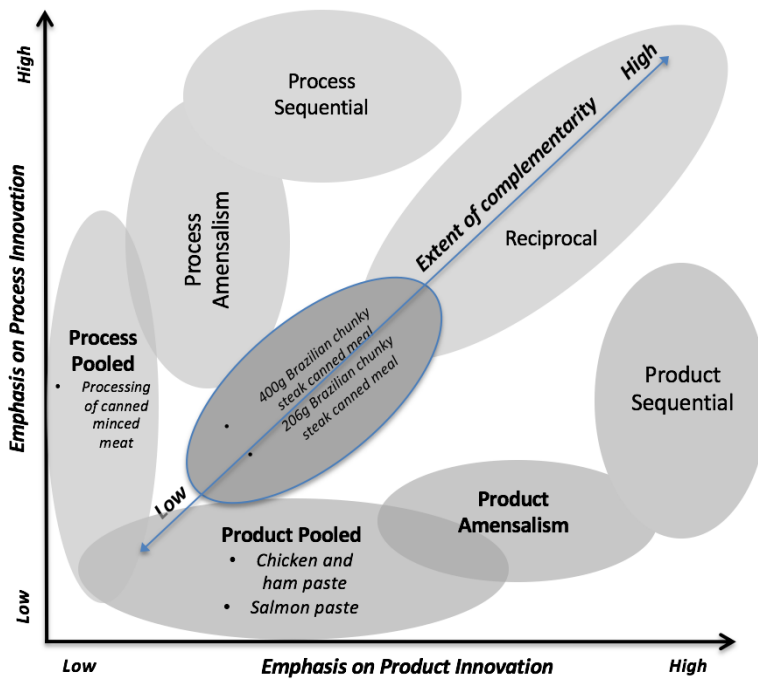 High
Process
Sequential
High
Extent of complementarity
Emphasis on Process Innovation
Process
Amensalism
Reciprocal
Process
Pooled
• Processing
of canned
minced
meat
• 400g Brazilian chunky
steak canned meal
• 206g Brazilian chunky
steak canned meal
Product
Sequential
Low
Product
Amensalism
Product Pooled
• Chicken and
ham paste
• Salmon paste
Low
Low
Emphasis on Product Innovation
High